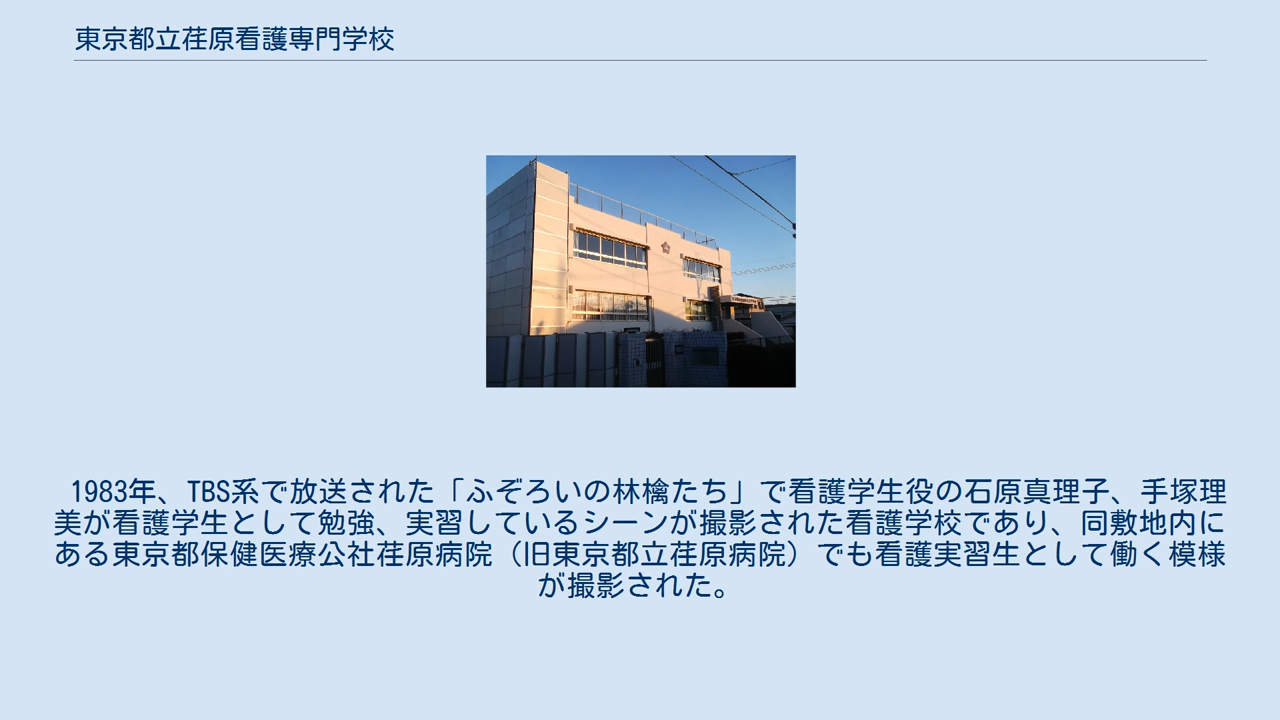 東京都立荏原看護専門学校
1983年、TBS系で放送された「ふぞろいの林檎たち」で看護学生役の石原真理子、手塚理
美が看護学生として勉強、実習しているシーンが撮影された看護学校であり、同敷地内に
ある東京都保健医療公社荏原病院（旧東京都立荏原病院）でも看護実習生として働く模様
が撮影された。